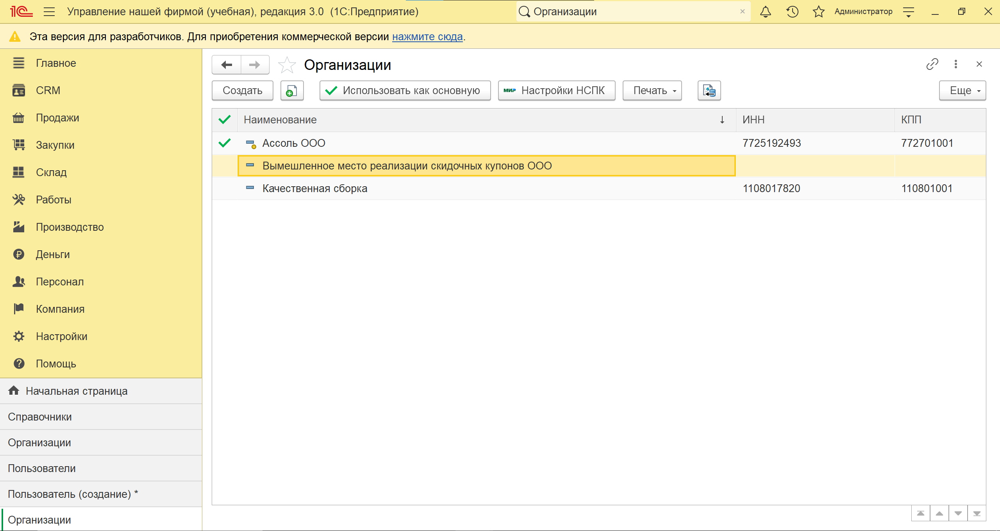 1С Управление нашей фирмой (учебная), редакция 3.0 (1С:Предприятие) Организации Администратор
Эта версия для разработчиков. Для приобретения коммерческой версии нажмите сюда.
Главное
CRM
Продажи
Закупки
Склад
Работы
Производство
Деньги
Персонал
Компания
Настройки
Помощь
Начальная страница
Справочники
Организации
Пользователи
Пользователь (создание) *
Организации
Организации
Создать Использовать как основную МИР Настройки НСПК Печать Еще
Наименование ИНН КПП
Ассоль ООО 7725192493 772701001
Вымешленное место реализации скидочных купонов ООО
Качественная сборка 1108017820 110801001